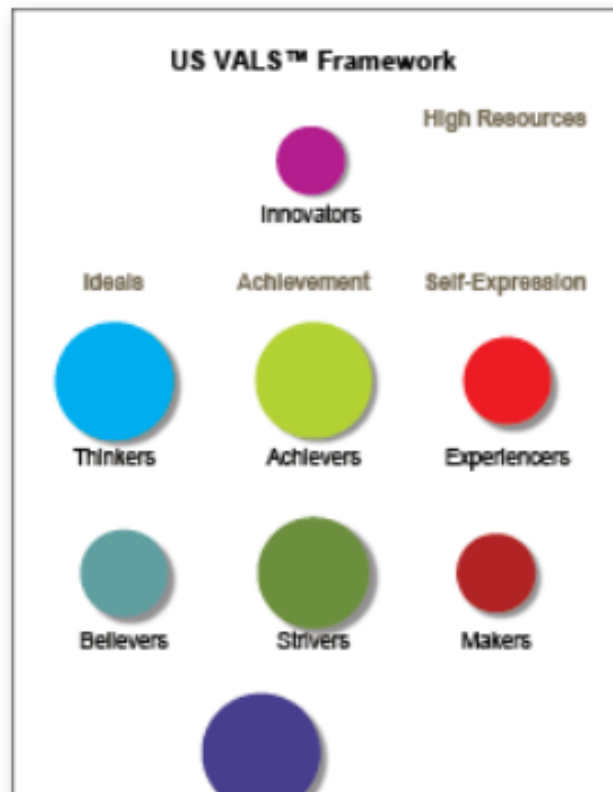 US VALS™ Framework
High Resources
Innovators
Ideals Achievement Self-Expression
Thinkers Achievers Experiencers
Believers Strivers Makers